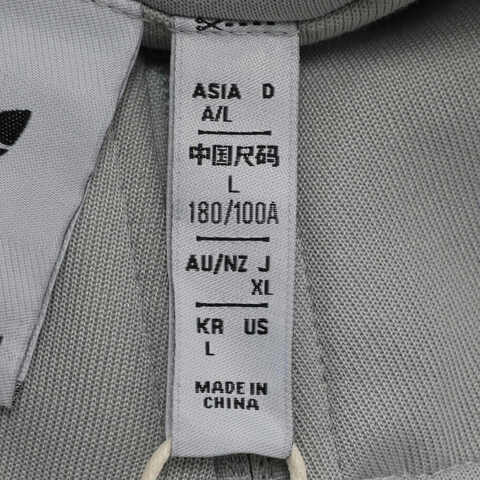 ASIA D
A/L
中国尺码
L
180/100A
AU/NZ J
XL
KR US
L
MADE IN
CHINA